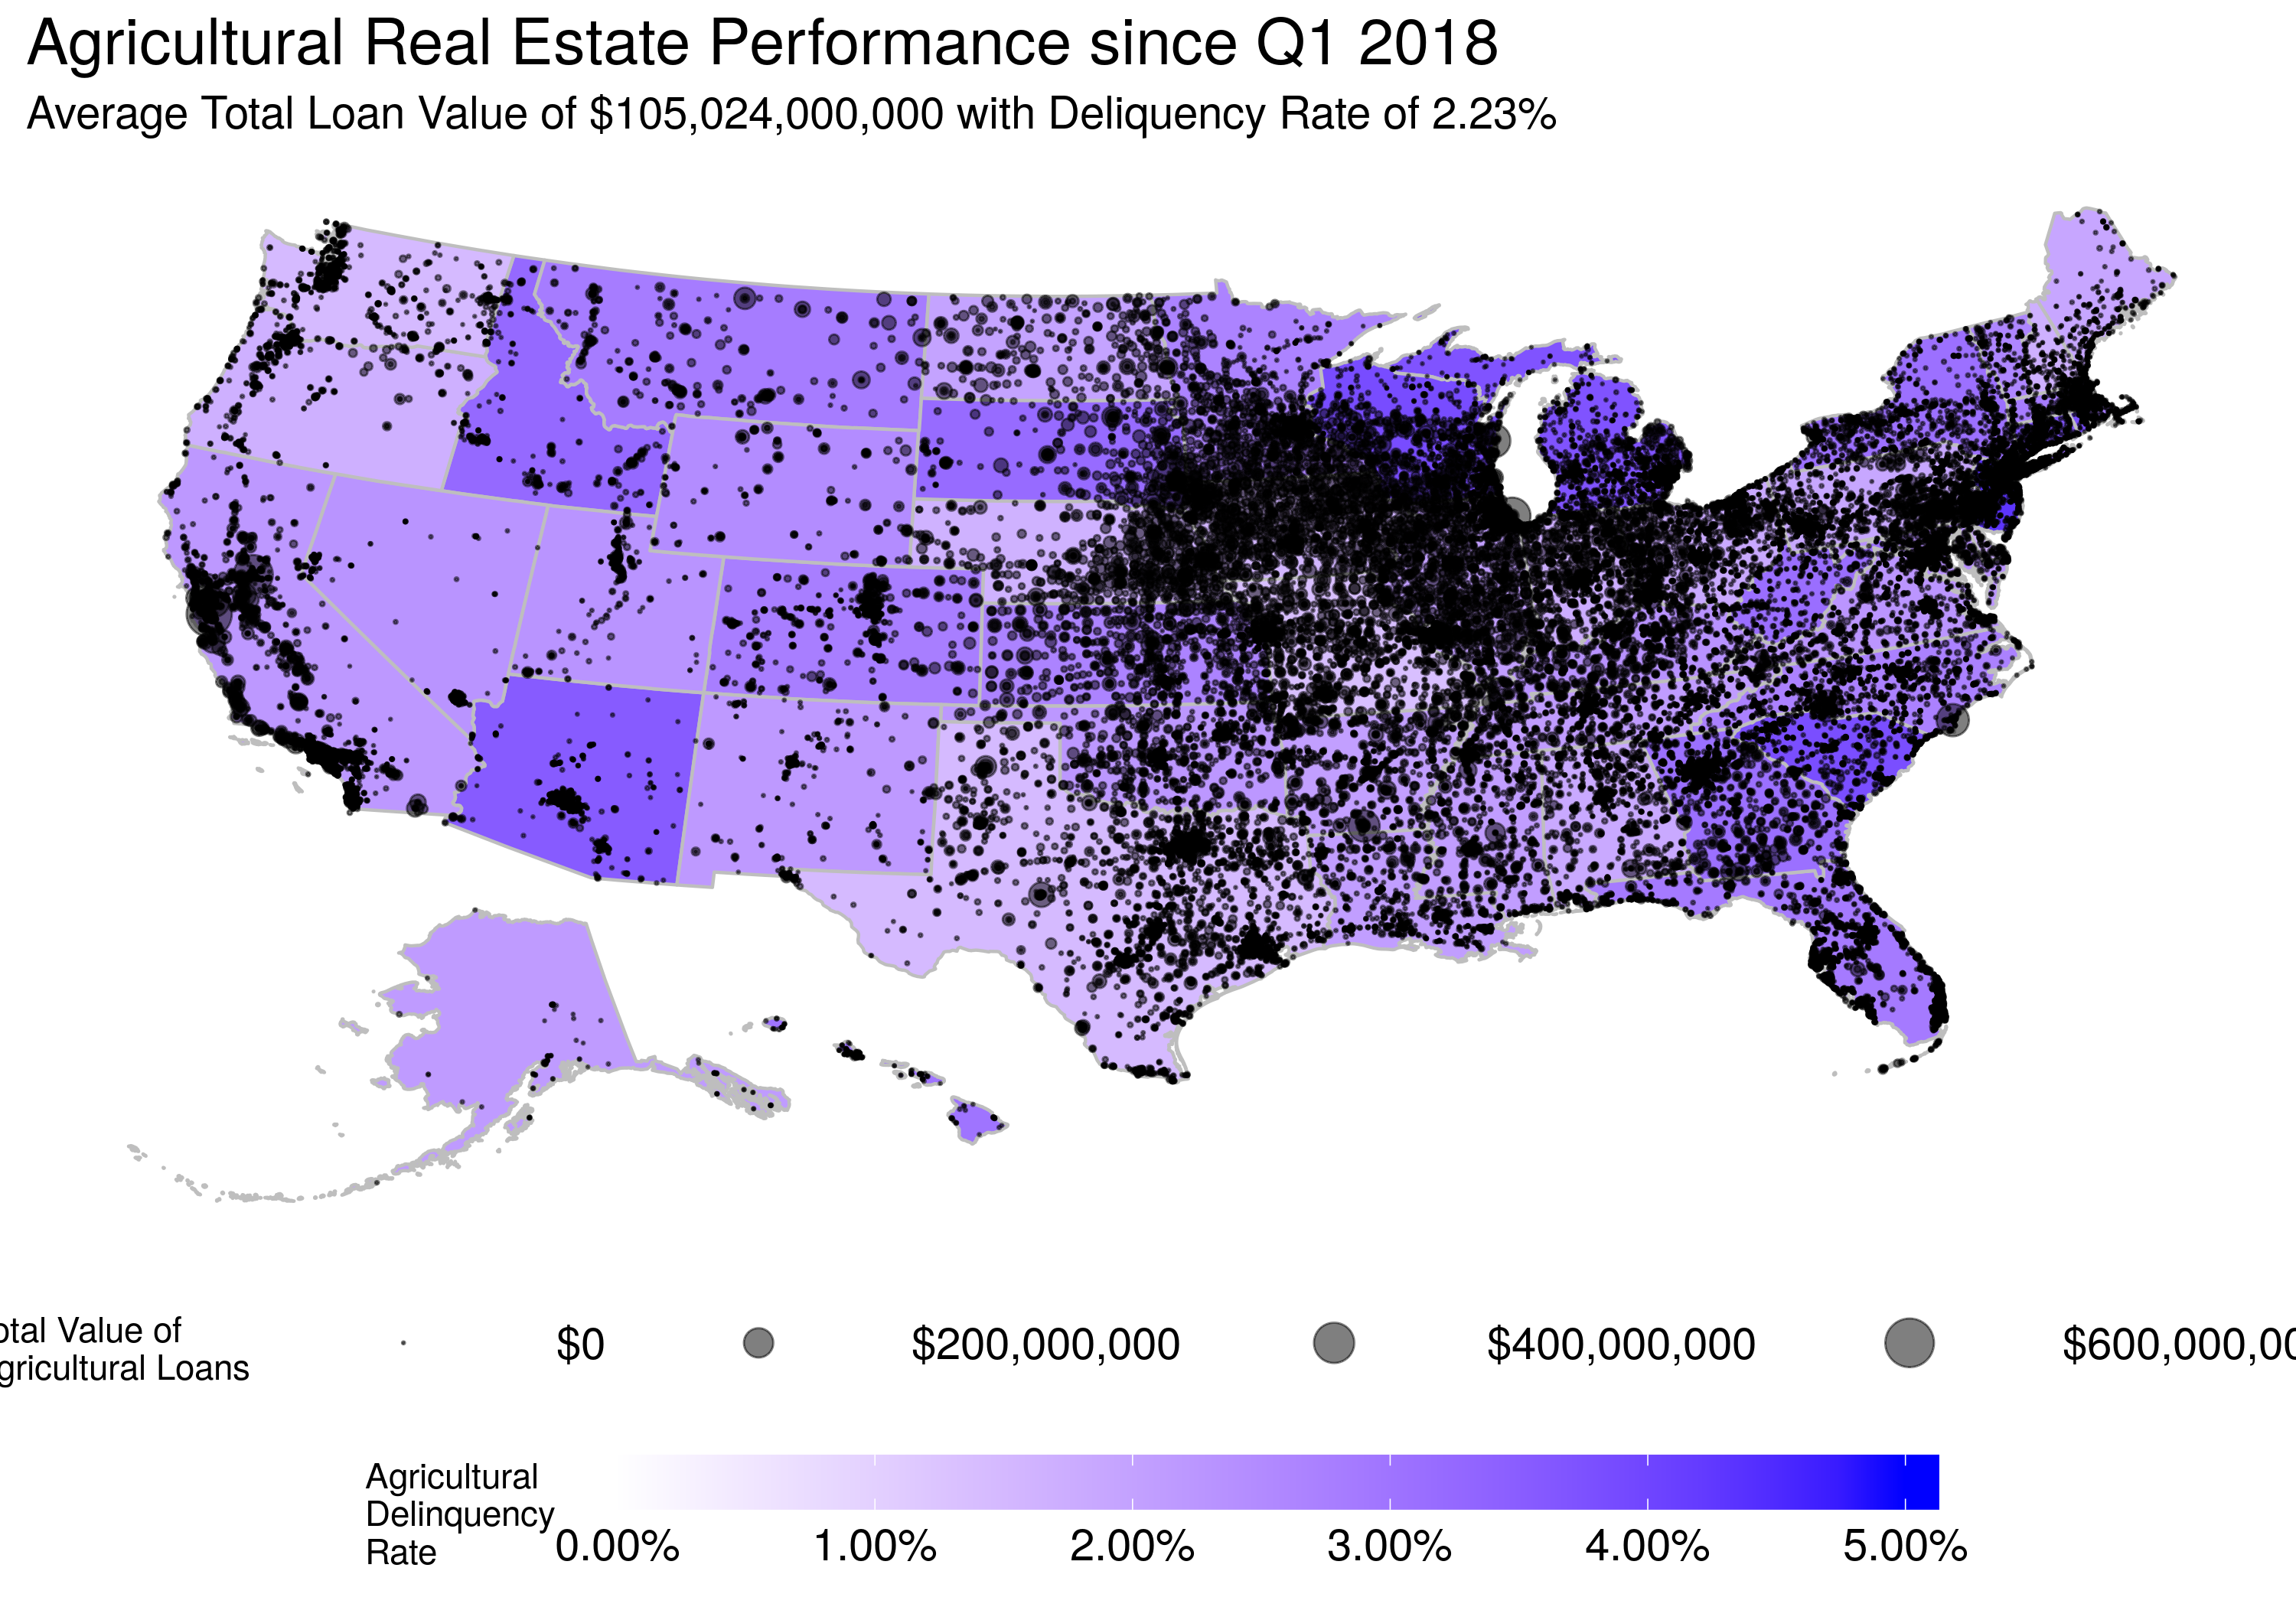 Agricultural Real Estate Performance since Q1 2018
Average Total Loan Value of $105,024,000,000 with Deliquency Rate of 2.23%
otal Value of
gricultural Loans
$0
$200,000,000
$400,000,000
$600,000,00
Agricultural
Delinquency
Rate
0.00%
1.00%
2.00%
3.00%
4.00%
5.00%